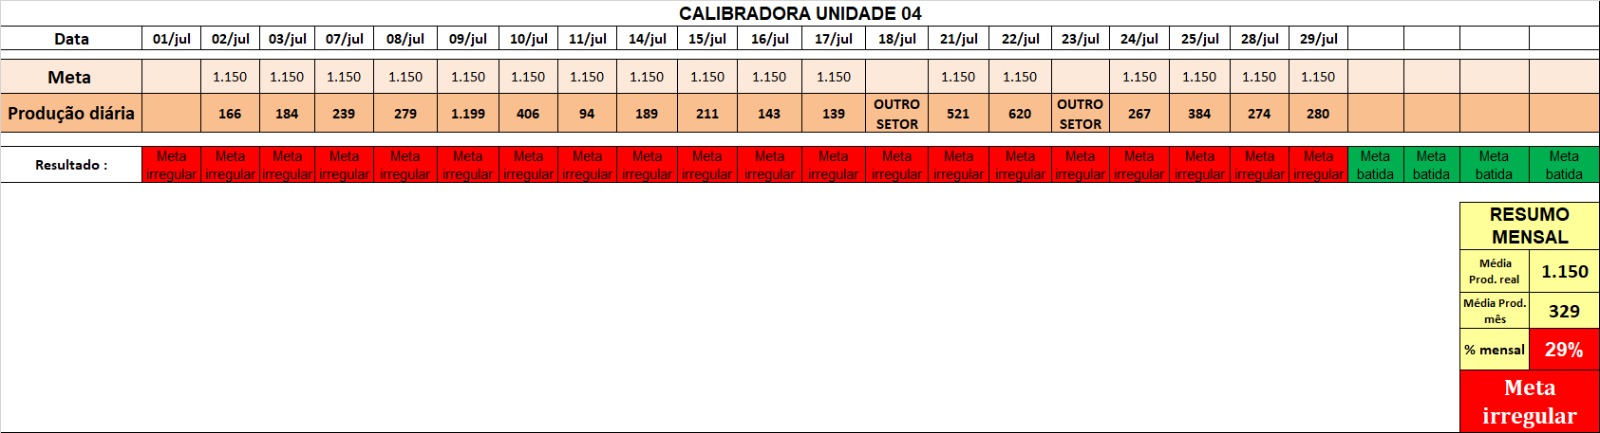 CALIBRADORA UNIDADE 04
Data 01/jul 02/jul 03/jul 07/jul 08/jul 09/jul 10/jul 11/jul 14/jul 15/jul 16/jul 17/jul 18/jul 21/jul 22/jul 23/jul 24/jul 25/jul 28/jul 29/jul
Meta 1.150 1.150 1.150 1.150 1.150 1.150 1.150 1.150 1.150 1.150 1.150 1.150 1.150 1.150 1.150 1.150 1.150
Produção diária 166 184 239 279 1.199 406 94 189 211 143 139 OUTRO SETOR 521 620 OUTRO SETOR 267 384 274 280
Resultado : Meta irregular Meta irregular Meta irregular Meta irregular Meta irregular Meta irregular Meta irregular Meta irregular Meta irregular Meta irregular Meta irregular Meta irregular Meta irregular Meta irregular Meta irregular Meta irregular Meta irregular Meta irregular Meta irregular Meta irregular Meta batida Meta batida Meta batida Meta batida
RESUMO
MENSAL
Média
Prod. real 1.150
Média Prod.
mês 329
% mensal 29%
Meta
irregular